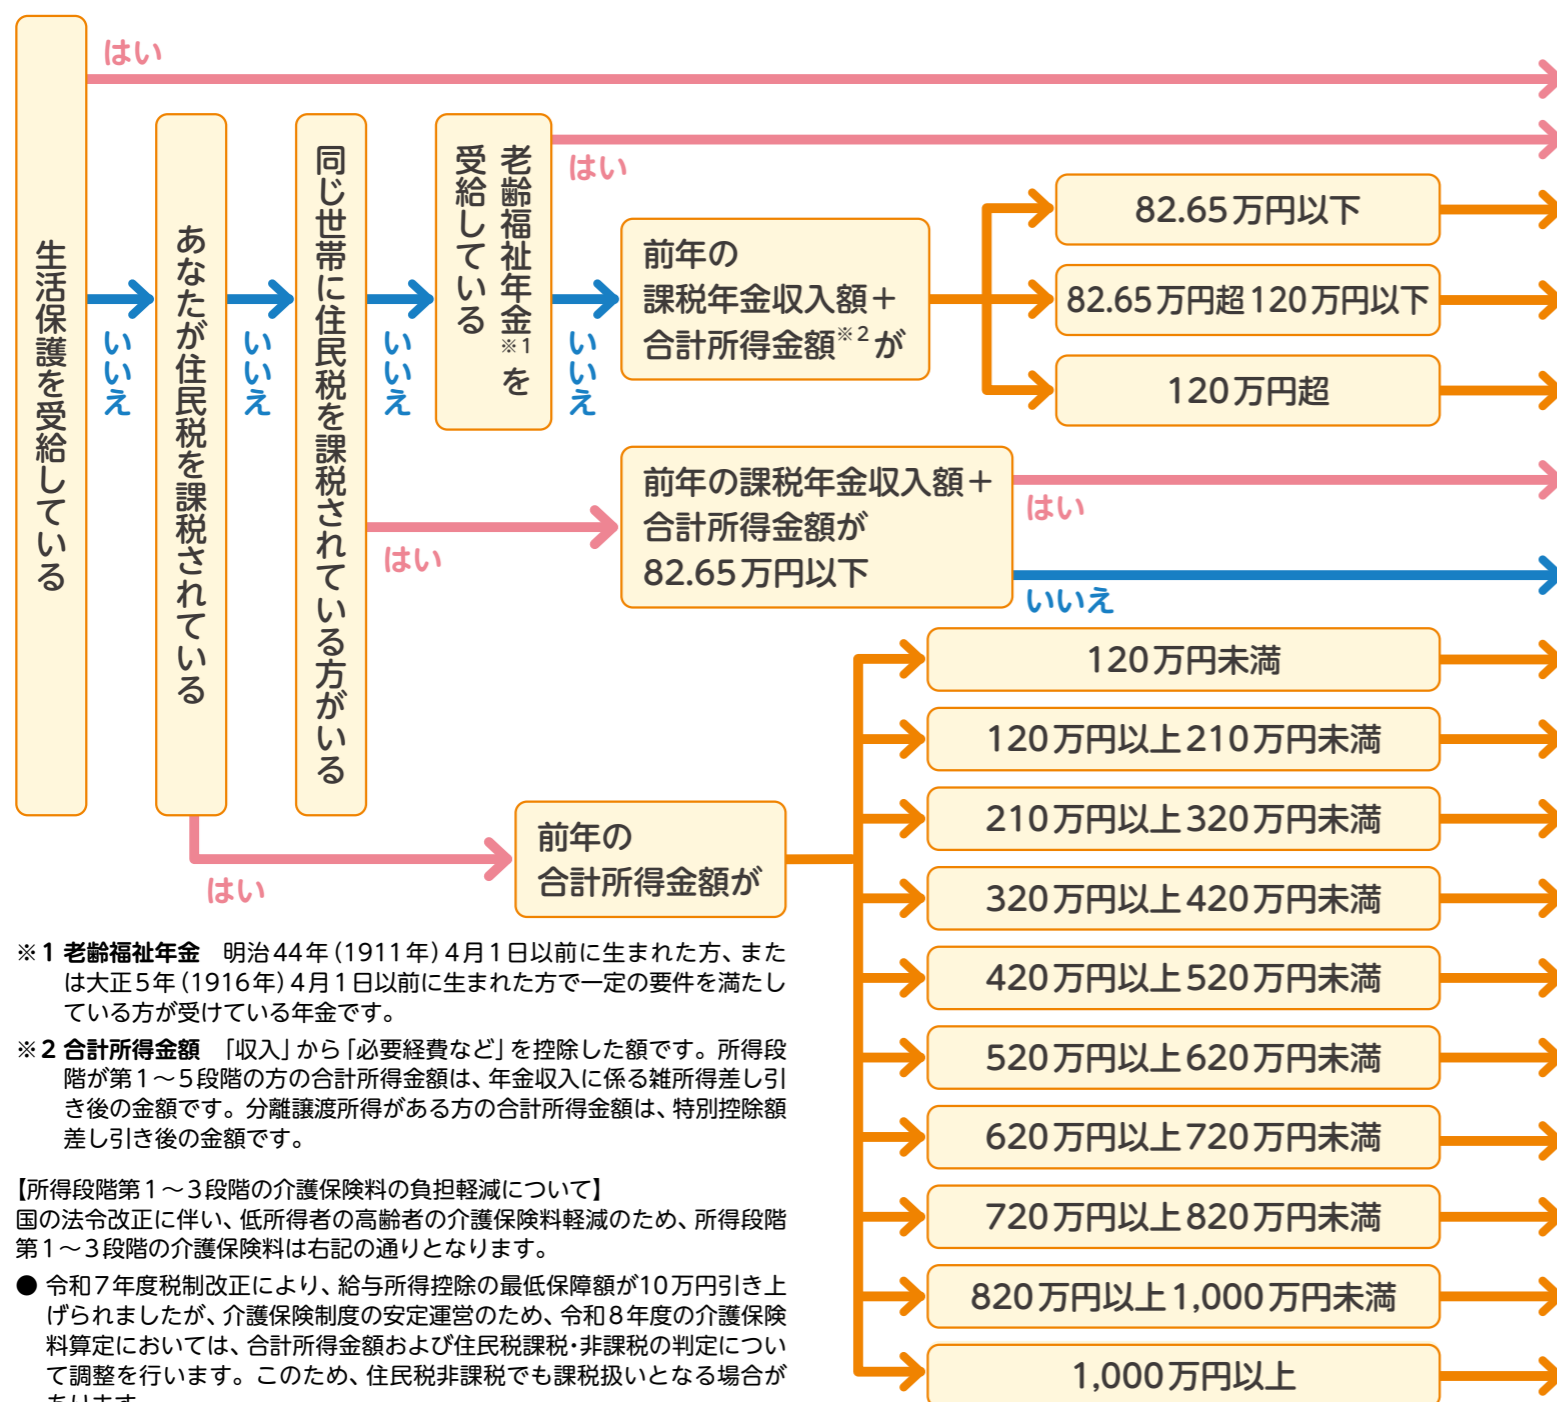 はい
生活保護を受給している
いいえ
あなたが住民税を課税されている
いいえ
同じ世帯に住民税を課税されている方がいる
いいえ
老齢福祉年金※1を
受給している
はい
いいえ
前年の
課税年金収入額＋
合計所得金額※2が
82.65万円以下
82.65万円超120万円以下
120万円超
はい
前年の課税年金収入額＋
合計所得金額が
82.65万円以下
はい
いいえ
はい
前年の
合計所得金額が
120万円未満
120万円以上210万円未満
210万円以上320万円未満
320万円以上420万円未満
420万円以上520万円未満
520万円以上620万円未満
620万円以上720万円未満
720万円以上820万円未満
820万円以上1,000万円未満
1,000万円以上
※1 老齢福祉年金　明治44年（1911年）4月1日以前に生まれた方、また
は大正5年（1916年）4月1日以前に生まれた方で一定の要件を満たし
ている方が受けている年金です。
※2 合計所得金額　「収入」から「必要経費など」を控除した額です。所得段
階が第1～5段階の方の合計所得金額は、年金収入に係る雑所得差し引
き後の金額です。分離譲渡所得がある方の合計所得金額は、特別控除額
差し引き後の金額です。
【所得段階第1～3段階の介護保険料の負担軽減について】
国の法令改正に伴い、低所得者の高齢者の介護保険料軽減のため、所得段階
第1～3段階の介護保険料は右記の通りとなります。
● 令和7年度税制改正により、給与所得控除の最低保障額が10万円引き上
げられましたが、介護保険制度の安定運営のため、令和8年度の介護保険
料算定においては、合計所得金額および住民税課税・非課税の判定につい
て調整を行います。このため、住民税非課税でも課税扱いとなる場合が